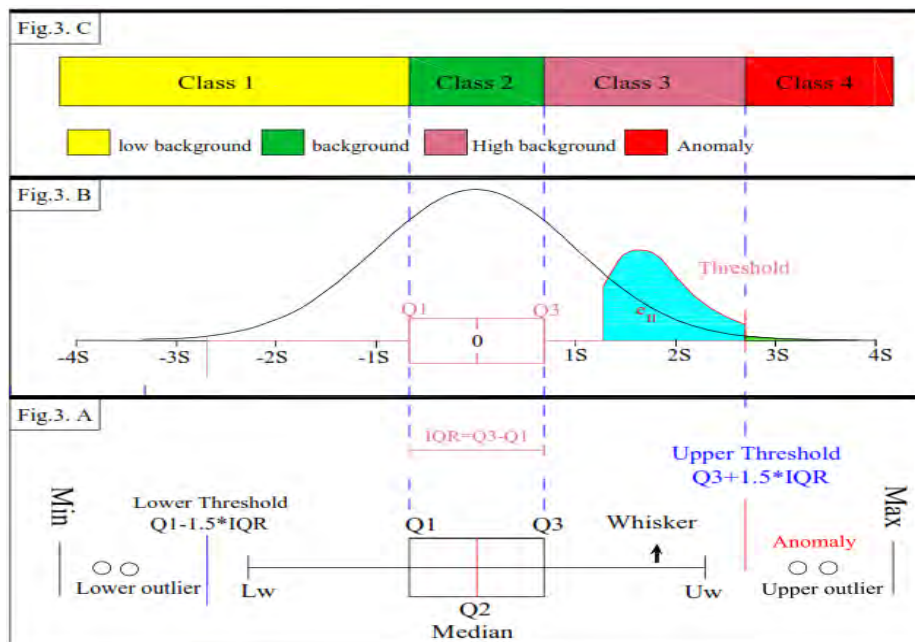 Fig.3. C
Class 1 Class 2 Class 3 Class 4
low background background High background Anomaly
Fig.3. B
Threshold
Q1 Q3 en
-4S -3S -2S -1S 0 1S 2S 3S 4S
Fig.3. A
IQR=Q3-Q1
Upper Threshold
Q3+1.5*IQR
Min
Max
Lower Threshold
Q1-1.5*IQR
Q1 Q3 Whisker
Anomaly
Lower outlier Lw Uw Upper outlier
Q2
Median